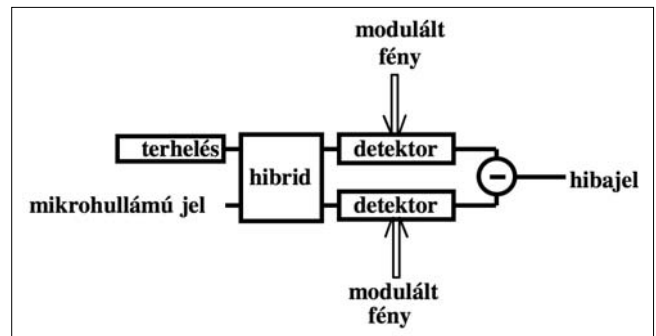 modulált
fény
terhelés
detektor
hibrid
mikrohullámú jel
detektor
−
hibajel
modulált
fény